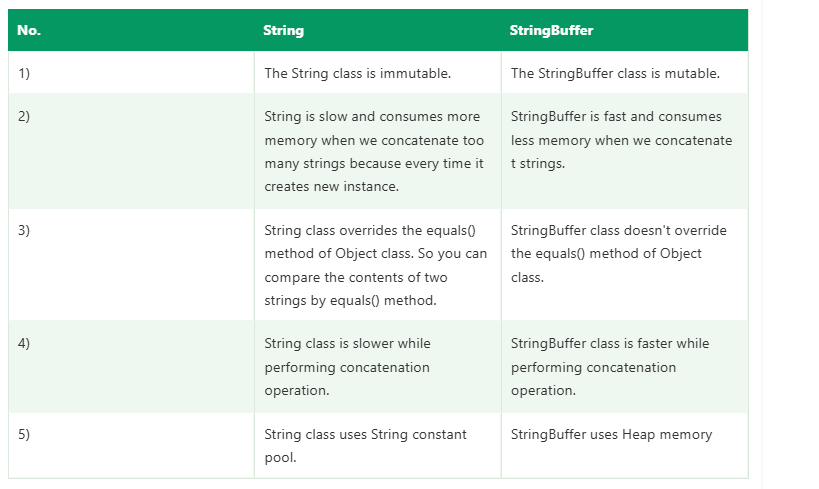 No. String StringBuffer
1) The String class is immutable. The StringBuffer class is mutable.
2) String is slow and consumes more StringBuffer is fast and consumes
memory when we concatenate too less memory when we concatenate
many strings because every time it t strings.
creates new instance.
3) String class overrides the equals() StringBuffer class doesn't override
method of Object class. So you can the equals() method of Object
compare the contents of two class.
strings by equals() method.
4) String class is slower while StringBuffer class is faster while
performing concatenation performing concatenation
operation. operation.
5) String class uses String constant StringBuffer uses Heap memory
pool.